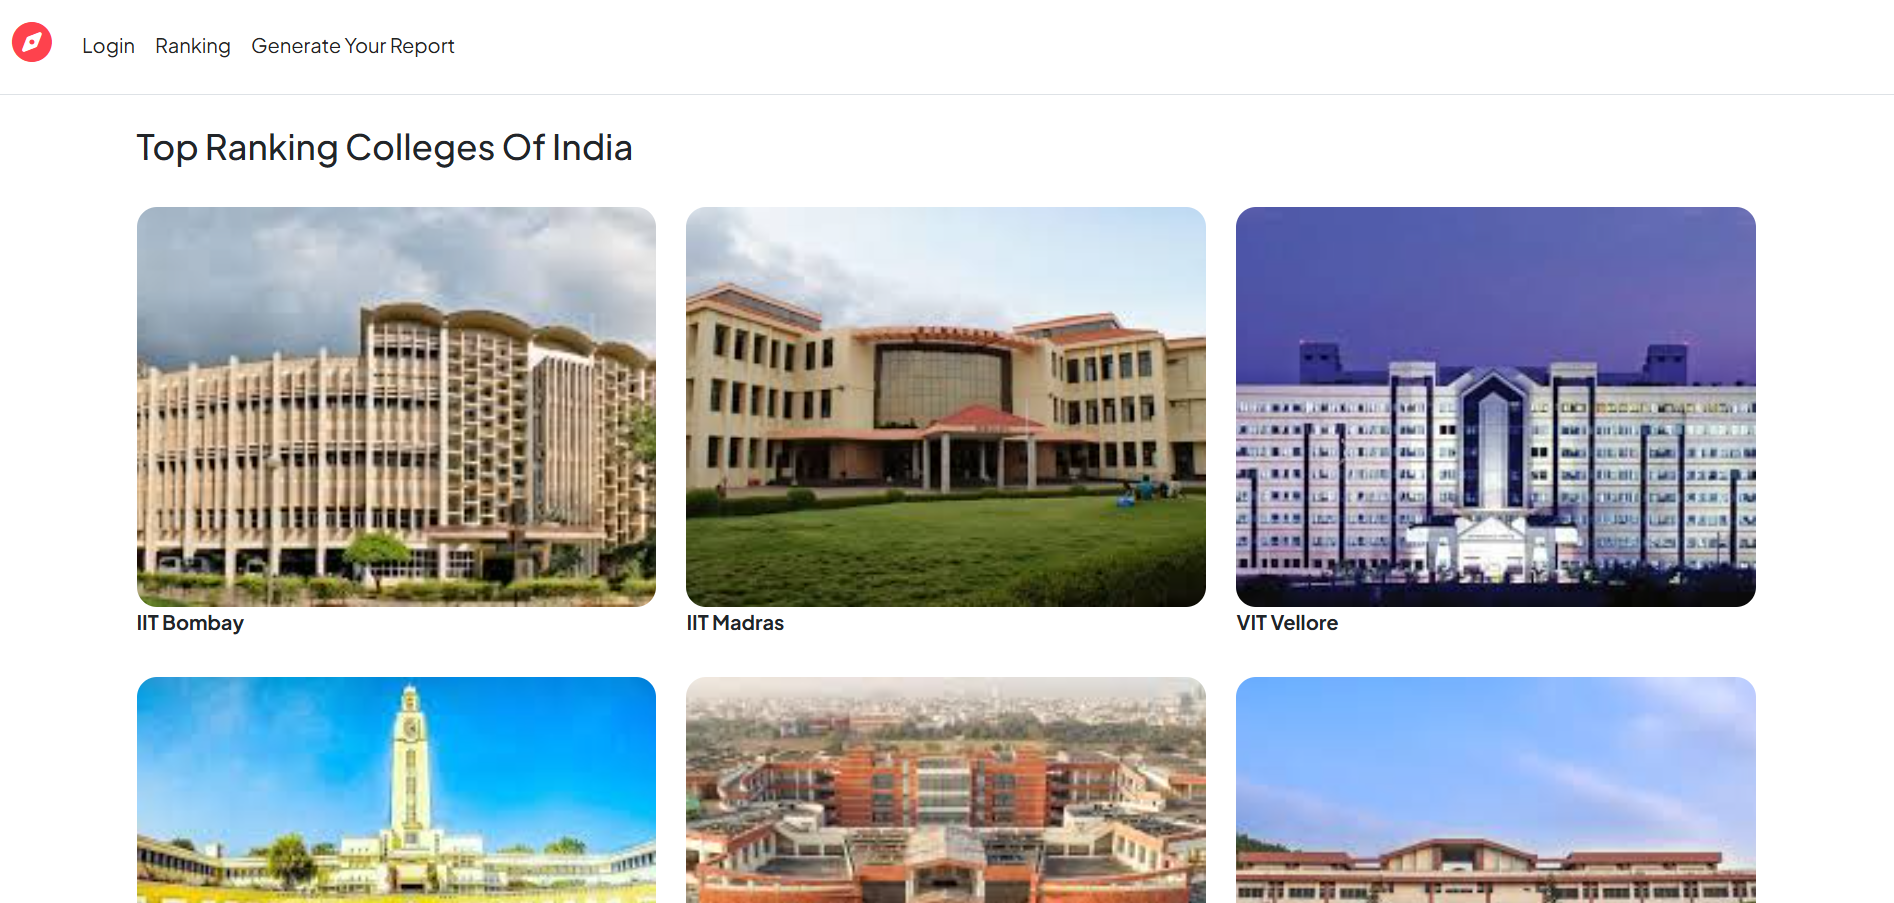 Login Ranking Generate Your Report
Top Ranking Colleges Of India
IIT Bombay
IIT Madras
VIT Vellore